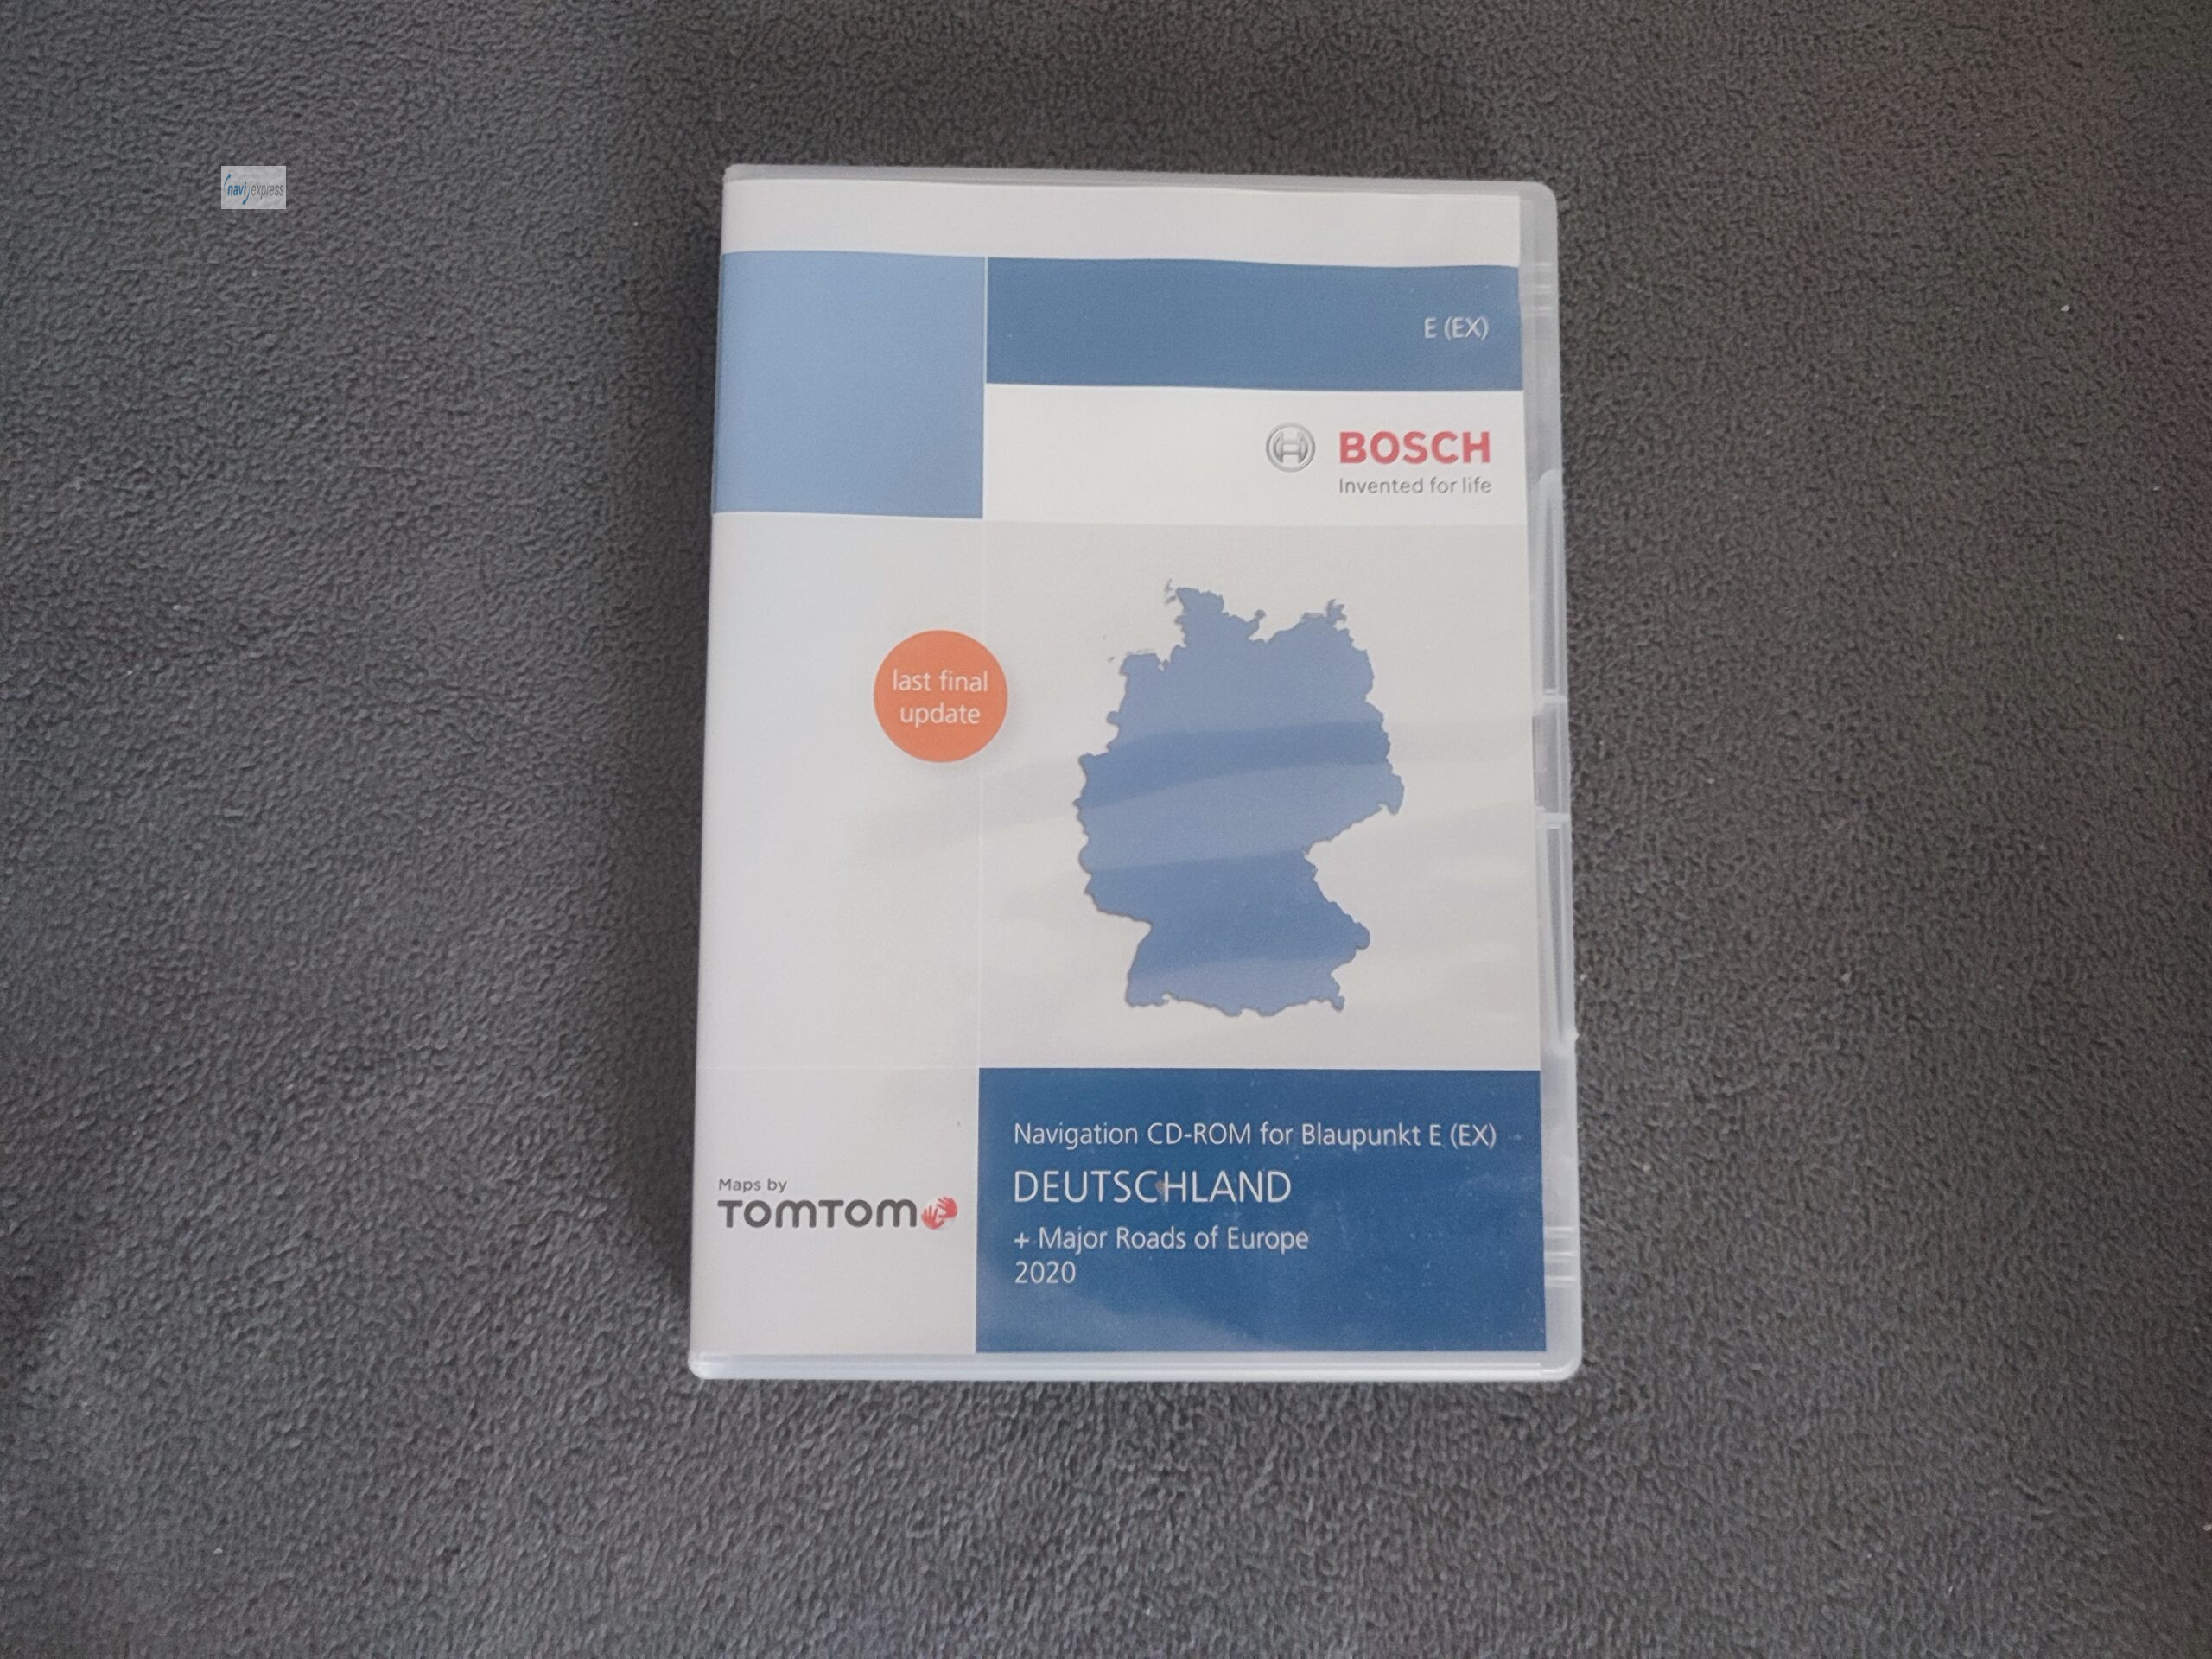 navi express
E (EX)
BOSCH
Invented for life
last final
update
Navigation CD-ROM for Blaupunkt E (EX)
DEUTSCHLAND
+ Major Roads of Europe
2020
Maps by
TOMTOM